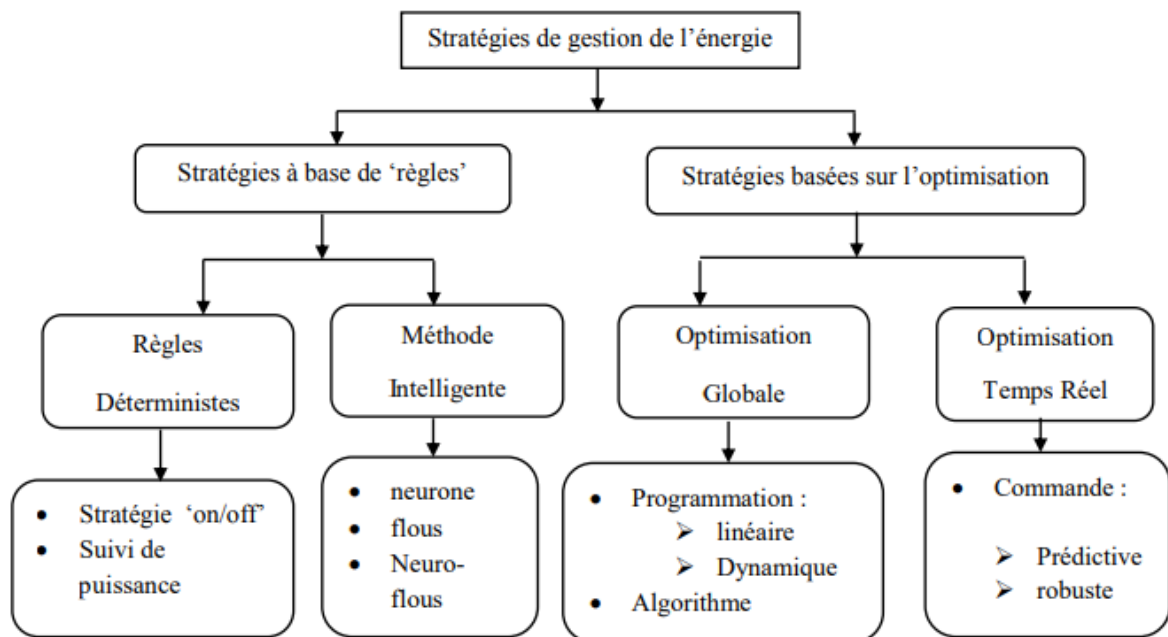 Stratégies de gestion de l’énergie
Stratégies à base de ‘règles’
Stratégies basées sur l’optimisation
Règles
Déterministes
Méthode
Intelligente
Optimisation
Globale
Optimisation
Temps Réel
• Stratégie ‘on/off’
• Suivi de
puissance
• neurone
• flous
• Neuro-
flous
• Programmation :
➢ linéaire
➢ Dynamique
• Algorithme
• Commande :
➢ Prédictive
➢ robuste